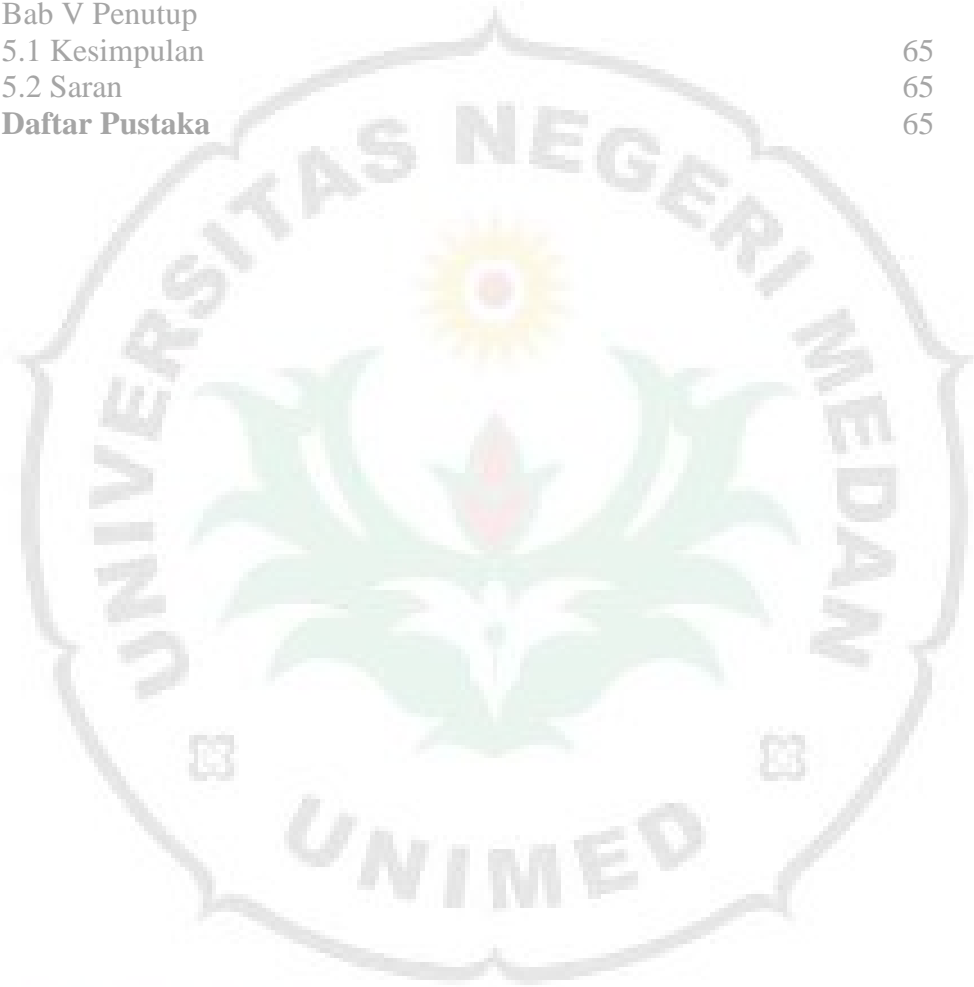 Bab V Penutup
5.1 Kesimpulan 65
5.2 Saran 65
Daftar Pustaka 65
UNIVERSITAS NEGERI MEDAN
UNIMED